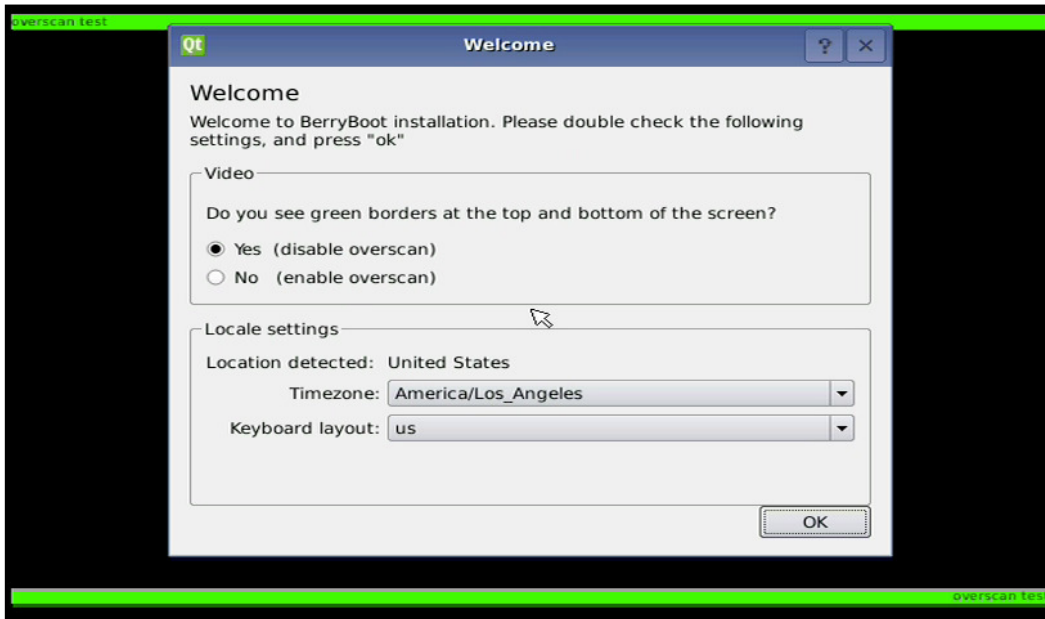 overscan test
Qt
Welcome
? ×
Welcome
Welcome to BerryBoot installation. Please double check the following
settings, and press "ok"
Video
Do you see green borders at the top and bottom of the screen?
Yes (disable overscan)
No (enable overscan)
Locale settings
Location detected: United States
Timezone: America/Los_Angeles
Keyboard layout: us
OK
overscan tes